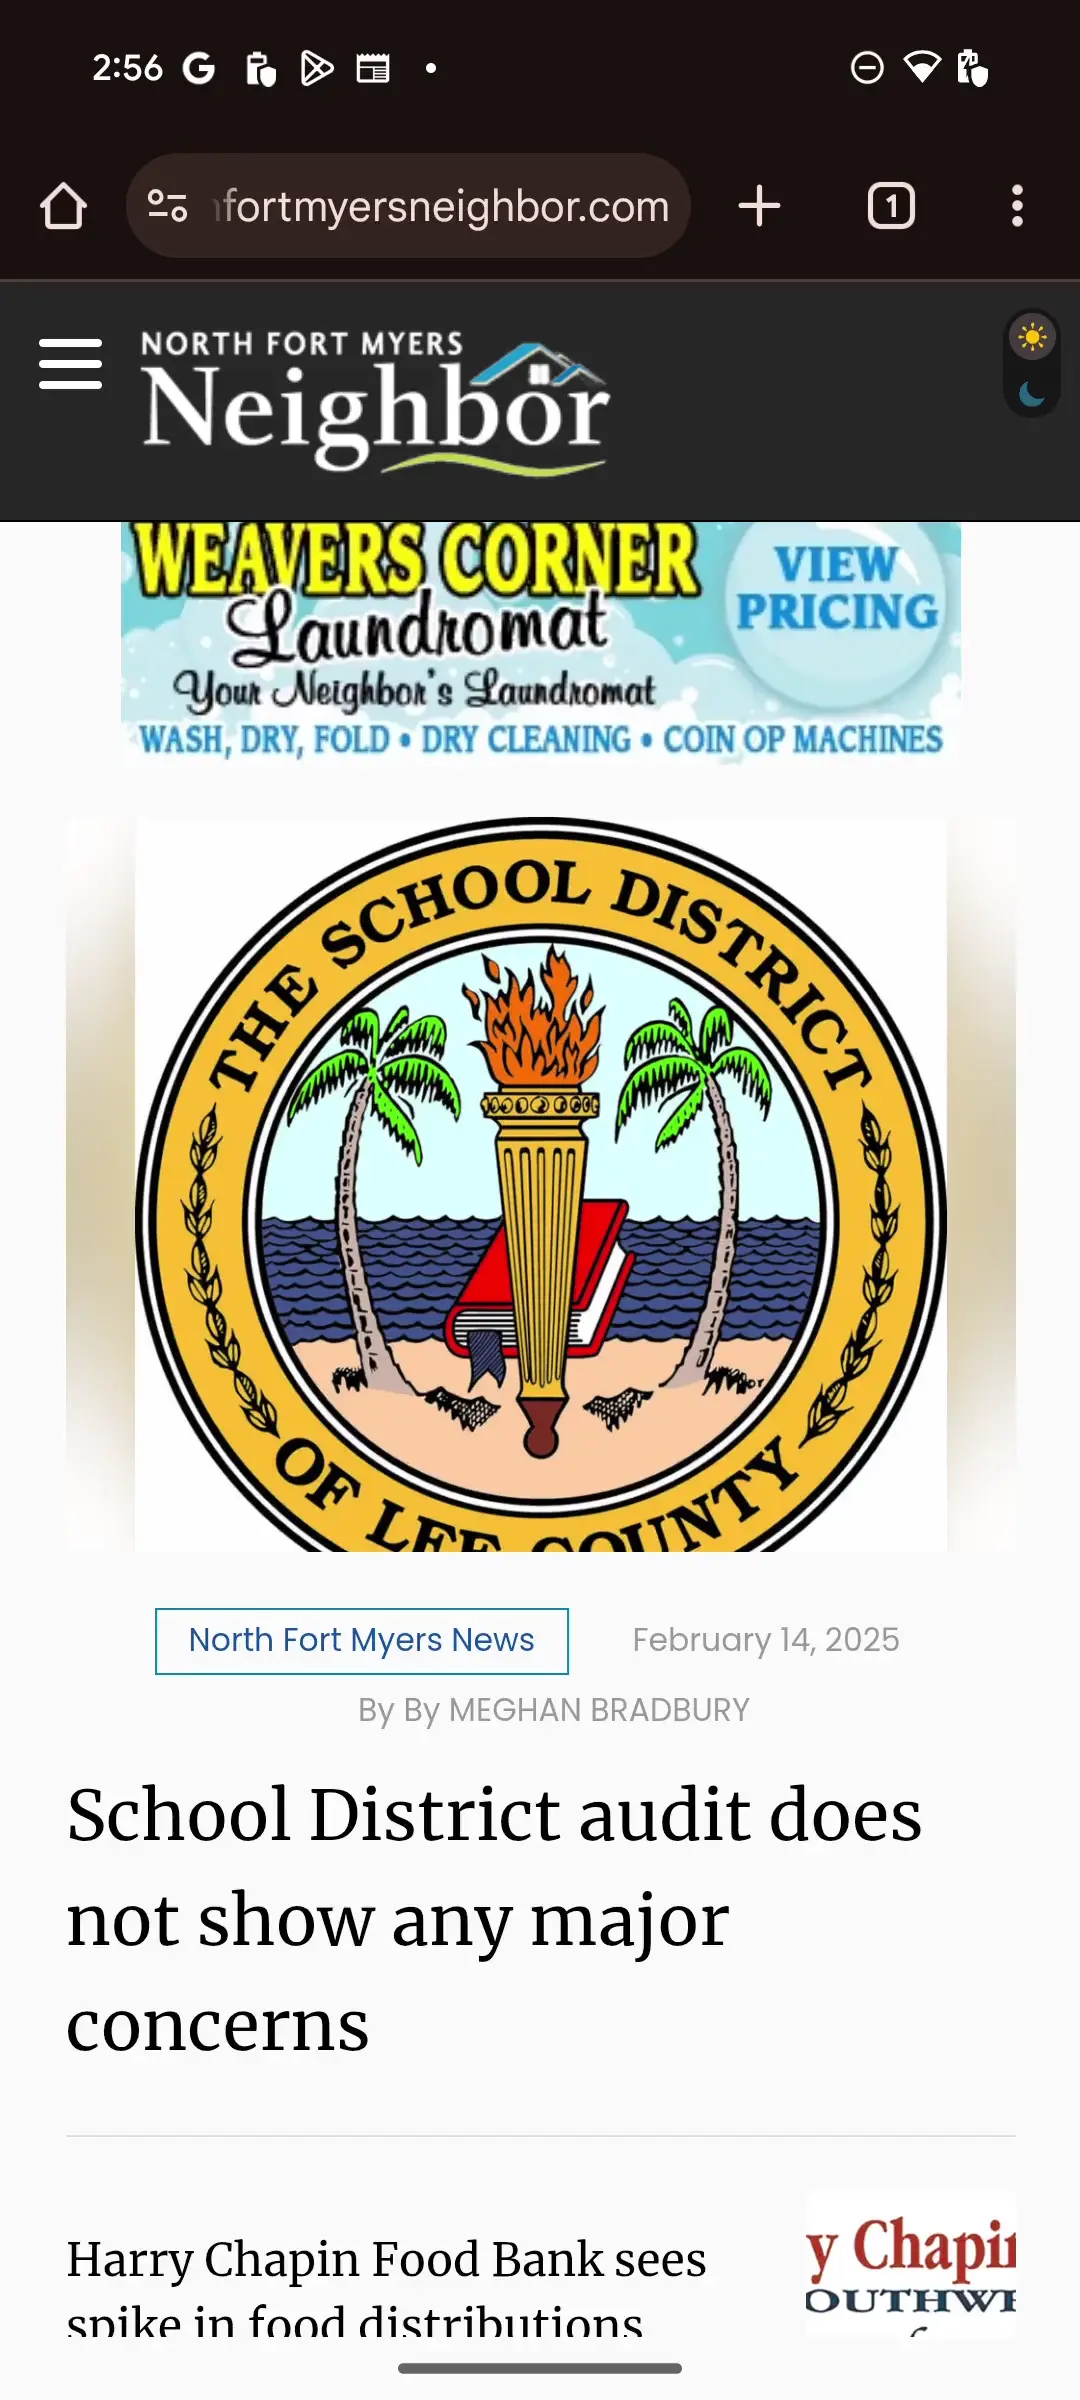 2:56
fortmyersneighbor.com
1
NORTH FORT MYERS
Neighbor
WEAVERS CORNER
Laundromat
Your Neighbor's Laundromat
VIEW
PRICING
WASH, DRY, FOLD • DRY CLEANING • COIN OP MACHINES
THE SCHOOL DISTRICT
OF LEE COUNTY
North Fort Myers News
February 14, 2025
By By MEGHAN BRADBURY
School District audit does
not show any major
concerns
Harry Chapin Food Bank sees
spike in food distributions
y Chapin
OUTHWE